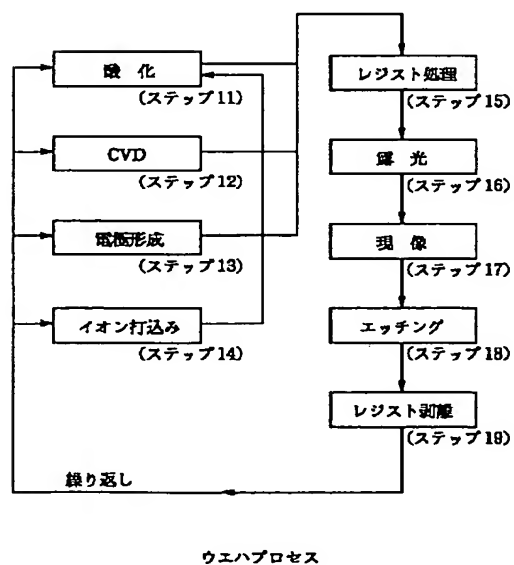 酸化
(ステップ11)
CVD
(ステップ12)
電極形成
(ステップ13)
イオン打込み
(ステップ14)
レジスト処理
(ステップ15)
露光
(ステップ16)
現像
(ステップ17)
エッチング
(ステップ18)
レジスト剥離
(ステップ19)
繰り返し
ウエハプロセス